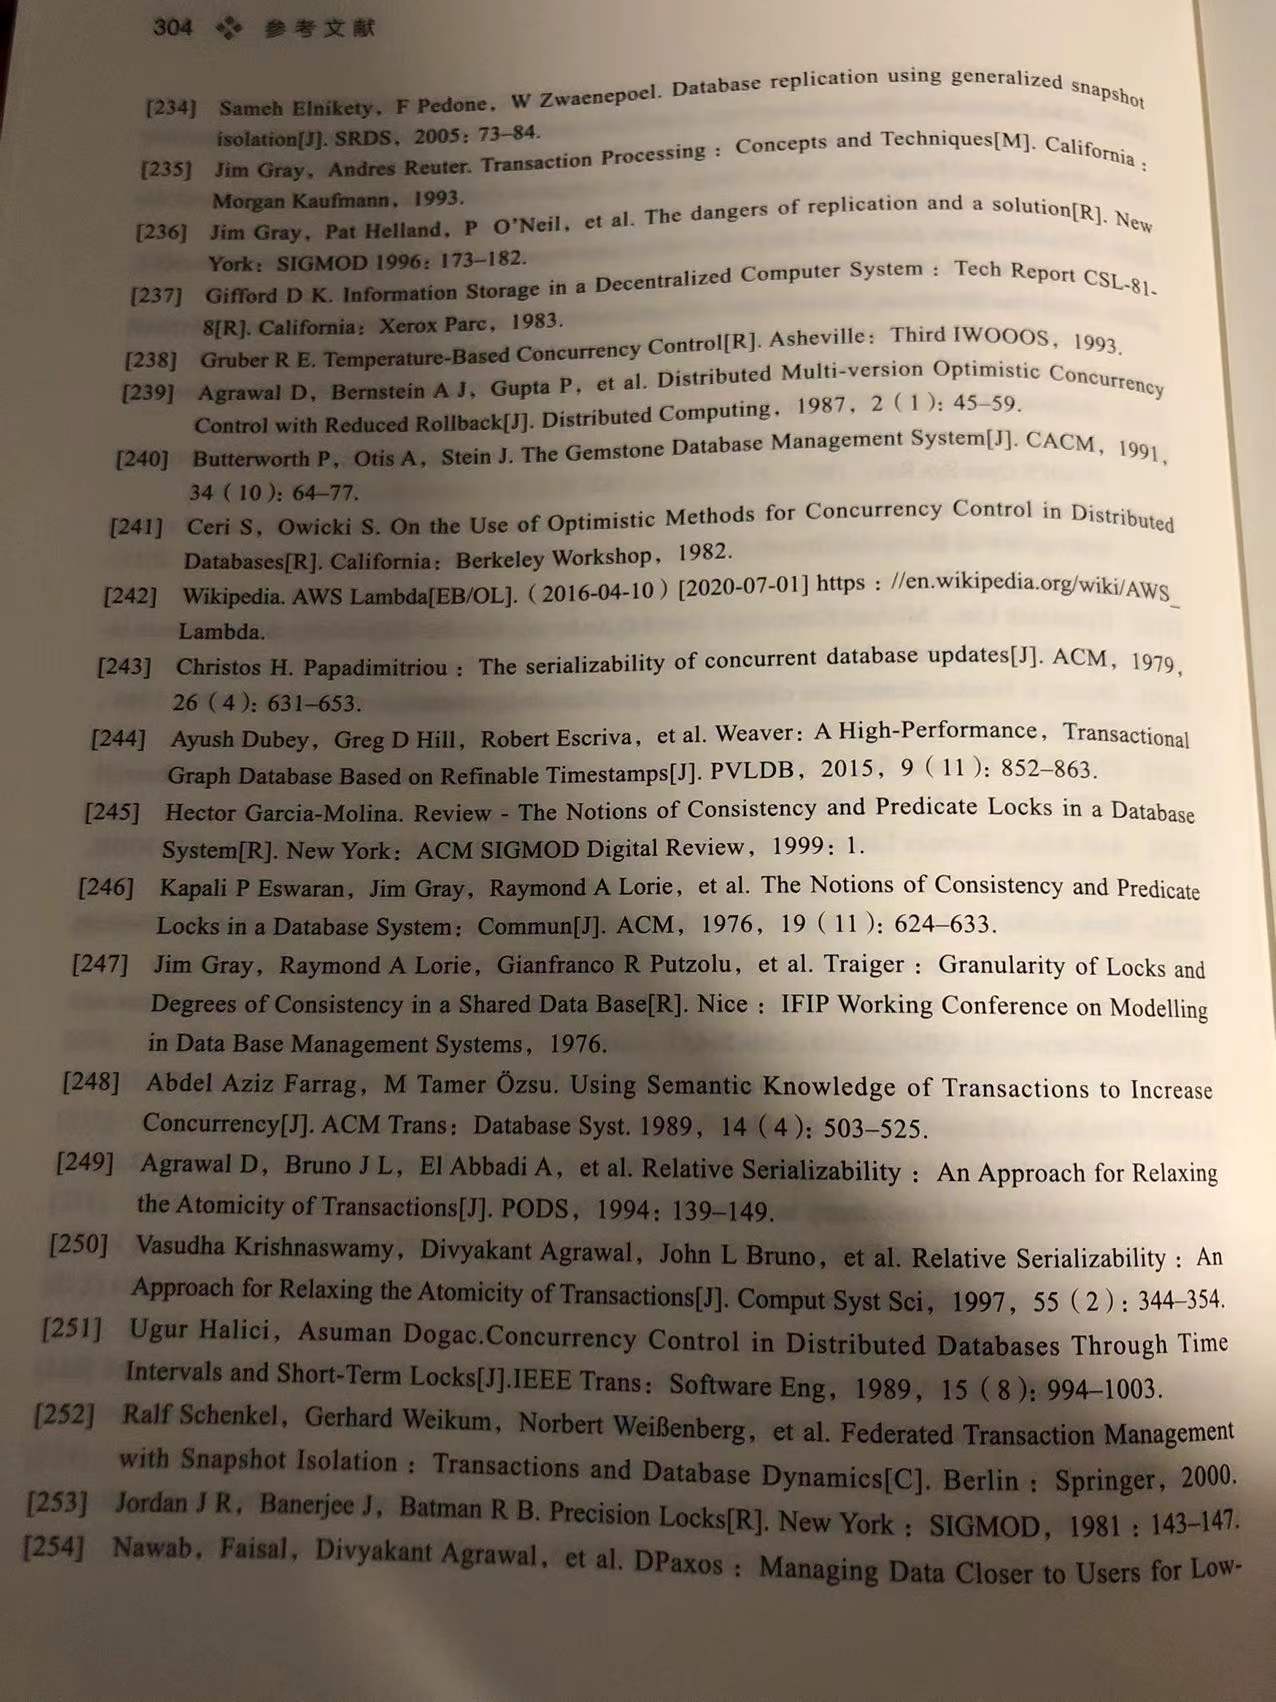 304 参考文献
[234] Sameh Elnikety，F Pedone，W Zwaenepoel. Database replication using generalized snapshot
isolation[J]. SRDS，2005：73–84.
[235] Jim Gray，Andres Reuter. Transaction Processing：Concepts and Techniques[M]. California：
Morgan Kaufmann，1993.
[236] Jim Gray，Pat Helland，P O'Neil，et al. The dangers of replication and a solution[R]. New
York：SIGMOD 1996：173–182.
[237] Gifford D K. Information Storage in a Decentralized Computer System：Tech Report CSL-81-
8[R]. California：Xerox Parc，1983.
[238] Gruber R E. Temperature-Based Concurrency Control[R]. Asheville：Third IWOOOS，1993.
[239] Agrawal D，Bernstein A J，Gupta P，et al. Distributed Multi-version Optimistic Concurrency
Control with Reduced Rollback[J]. Distributed Computing，1987，2（1）：45–59.
[240] Butterworth P，Otis A，Stein J. The Gemstone Database Management System[J]. CACM，1991，
34（10）：64–77.
[241] Ceri S，Owicki S. On the Use of Optimistic Methods for Concurrency Control in Distributed
Databases[R]. California：Berkeley Workshop，1982.
[242] Wikipedia. AWS Lambda[EB/OL].（2016-04-10）[2020-07-01] https：//en.wikipedia.org/wiki/AWS_
Lambda.
[243] Christos H. Papadimitriou：The serializability of concurrent database updates[J]. ACM，1979，
26（4）：631–653.
[244] Ayush Dubey，Greg D Hill，Robert Escriva，et al. Weaver：A High-Performance，Transactional
Graph Database Based on Refinable Timestamps[J]. PVLDB，2015，9（11）：852–863.
[245] Hector Garcia-Molina. Review - The Notions of Consistency and Predicate Locks in a Database
System[R]. New York：ACM SIGMOD Digital Review，1999：1.
[246] Kapali P Eswaran，Jim Gray，Raymond A Lorie，et al. The Notions of Consistency and Predicate
Locks in a Database System：Commun[J]. ACM，1976，19（11）：624–633.
[247] Jim Gray，Raymond A Lorie，Gianfranco R Putzolu，et al. Traiger：Granularity of Locks and
Degrees of Consistency in a Shared Data Base[R]. Nice：IFIP Working Conference on Modelling
in Data Base Management Systems，1976.
[248] Abdel Aziz Farrag，M Tamer Özsu. Using Semantic Knowledge of Transactions to Increase
Concurrency[J]. ACM Trans：Database Syst. 1989，14（4）：503–525.
[249] Agrawal D，Bruno J L，El Abbadi A，et al. Relative Serializability：An Approach for Relaxing
the Atomicity of Transactions[J]. PODS，1994：139–149.
[250] Vasudha Krishnaswamy，Divyakant Agrawal，John L Bruno，et al. Relative Serializability：An
Approach for Relaxing the Atomicity of Transactions[J]. Comput Syst Sci，1997，55（2）：344–354.
[251] Ugur Halici，Asuman Dogac.Concurrency Control in Distributed Databases Through Time
Intervals and Short-Term Locks[J].IEEE Trans：Software Eng，1989，15（8）：994–1003.
[252] Ralf Schenkel，Gerhard Weikum，Norbert Weißenberg，et al. Federated Transaction Management
with Snapshot Isolation：Transactions and Database Dynamics[C]. Berlin：Springer，2000.
[253] Jordan J R，Banerjee J，Batman R B. Precision Locks[R]. New York：SIGMOD，1981：143–147.
[254] Nawab，Faisal，Divyakant Agrawal，et al. DPaxos：Managing Data Closer to Users for Low-